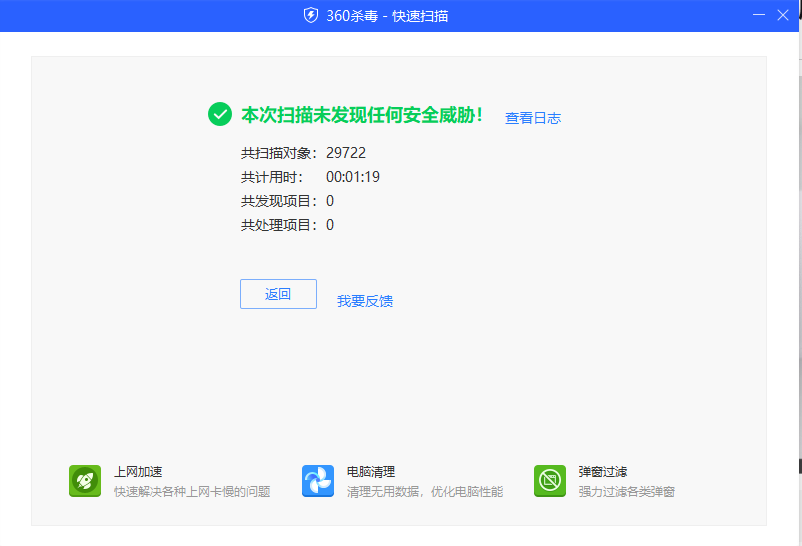 360杀毒 - 快速扫描
本次扫描未发现任何安全威胁！ 查看日志
共扫描对象：29722
共计用时： 00:01:19
共发现项目：0
共处理项目：0
返回 我要反馈
上网加速 电脑清理 弹窗过滤
快速解决各种上网卡慢的问题 清理无用数据，优化电脑性能 强力过滤各类弹窗